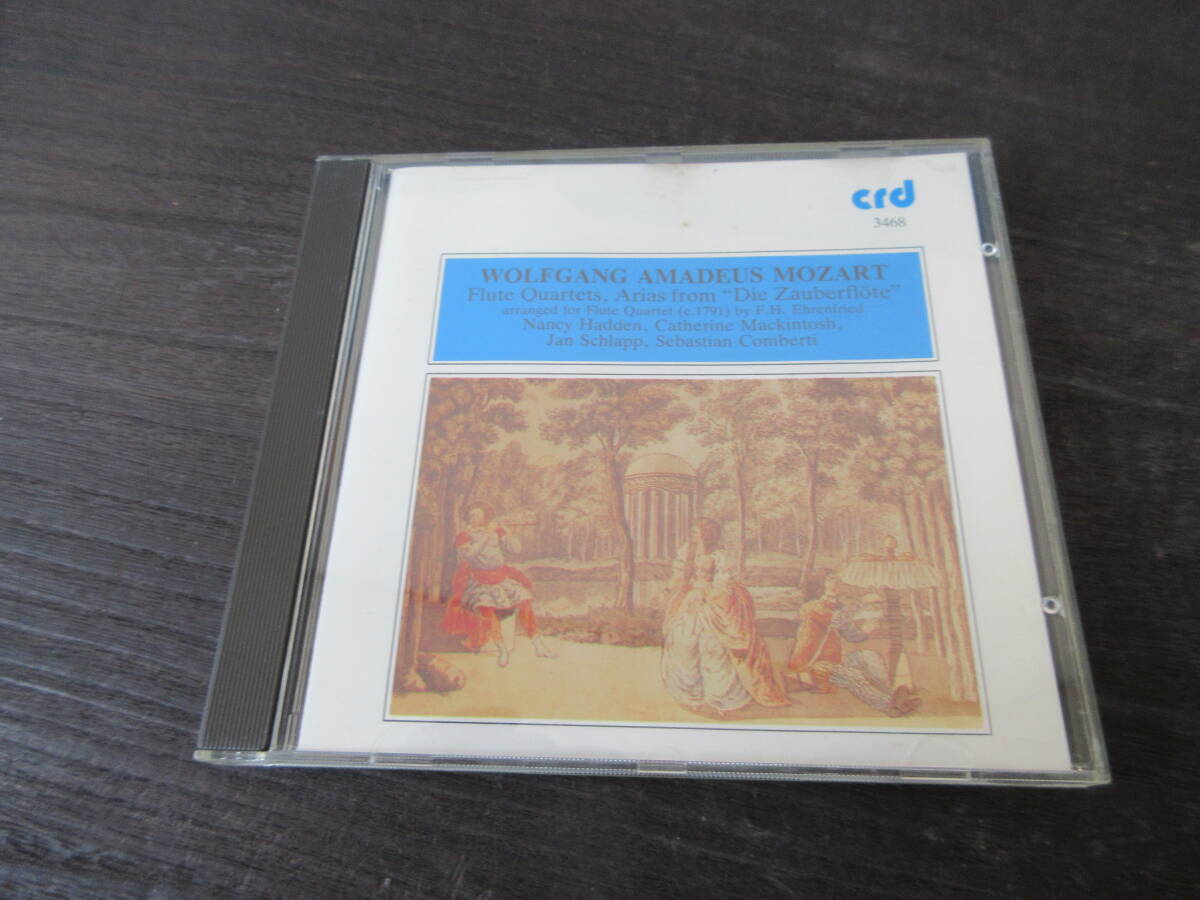 crd
3468
WOLFGANG AMADEUS MOZART
Flute Quartets, Arias from “Die Zauberflöte”
arranged for Flute Quartet (c.1791) by F.H. Ehrenfried
Nancy Hadden, Catherine Mackintosh,
Jan Schlapp, Sebastian Comberti